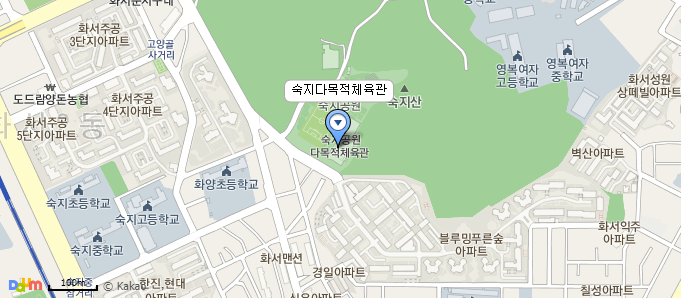 화서주공
3단지아파트
고양골
사거리
영복여자
고등학교
영복여자
중학교
화서성원
상떼빌아파트
도드람양돈농협
화서주공
4단지아파트
화서주공
5단지아파트
동
숙지다목적체육관
숙지공원
숙지산
숙지공원
다목적체육관
벽산아파트
화양초등학교
숙지초등학교
숙지고등학교
숙지중학교
블루밍푸른숲
아파트
화서익주
아파트
화서맨션
경일아파트
한진,현대
아파트
칠성아파트
Daum
100m
© Kakao